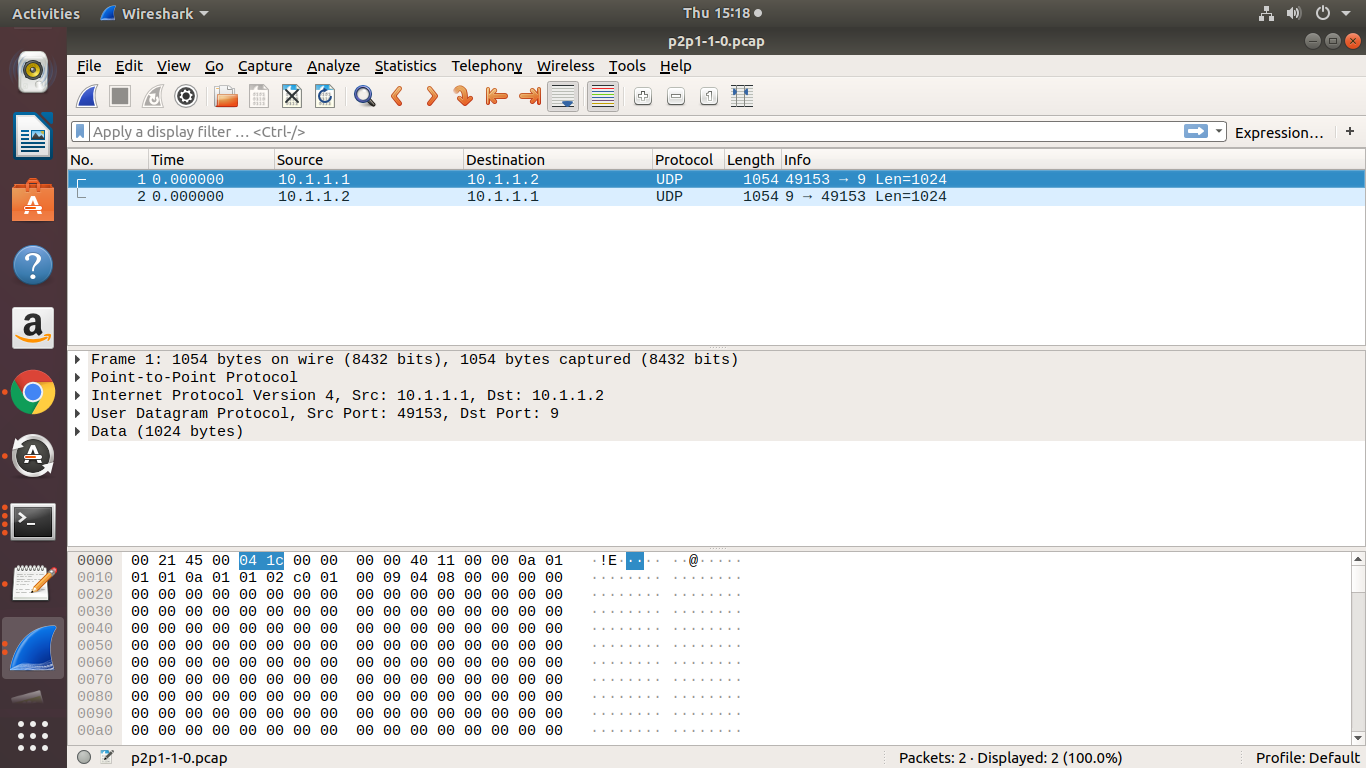 Activities Wireshark Thu 15:18
p2p1-1-0.pcap
File Edit View Go Capture Analyze Statistics Telephony Wireless Tools Help
Apply a display filter … <Ctrl-/> Expression… +
No. Time Source Destination Protocol Length Info
1 0.000000 10.1.1.1 10.1.1.2 UDP 1054 49153 → 9 Len=1024
2 0.000000 10.1.1.2 10.1.1.1 UDP 1054 9 → 49153 Len=1024
Frame 1: 1054 bytes on wire (8432 bits), 1054 bytes captured (8432 bits)
Point-to-Point Protocol
Internet Protocol Version 4, Src: 10.1.1.1, Dst: 10.1.1.2
User Datagram Protocol, Src Port: 49153, Dst Port: 9
Data (1024 bytes)
0000 00 21 45 00 04 1c 00 00 00 00 40 11 00 00 0a 01 ·!E····· ··@·····
0010 01 01 0a 01 01 02 c0 01 00 09 04 08 00 00 00 00 ········ ········
0020 00 00 00 00 00 00 00 00 00 00 00 00 00 00 00 00 ········ ········
0030 00 00 00 00 00 00 00 00 00 00 00 00 00 00 00 00 ········ ········
0040 00 00 00 00 00 00 00 00 00 00 00 00 00 00 00 00 ········ ········
0050 00 00 00 00 00 00 00 00 00 00 00 00 00 00 00 00 ········ ········
0060 00 00 00 00 00 00 00 00 00 00 00 00 00 00 00 00 ········ ········
0070 00 00 00 00 00 00 00 00 00 00 00 00 00 00 00 00 ········ ········
0080 00 00 00 00 00 00 00 00 00 00 00 00 00 00 00 00 ········ ········
0090 00 00 00 00 00 00 00 00 00 00 00 00 00 00 00 00 ········ ········
00a0 00 00 00 00 00 00 00 00 00 00 00 00 00 00 00 00 ········ ········
p2p1-1-0.pcap Packets: 2 · Displayed: 2 (100.0%) Profile: Default